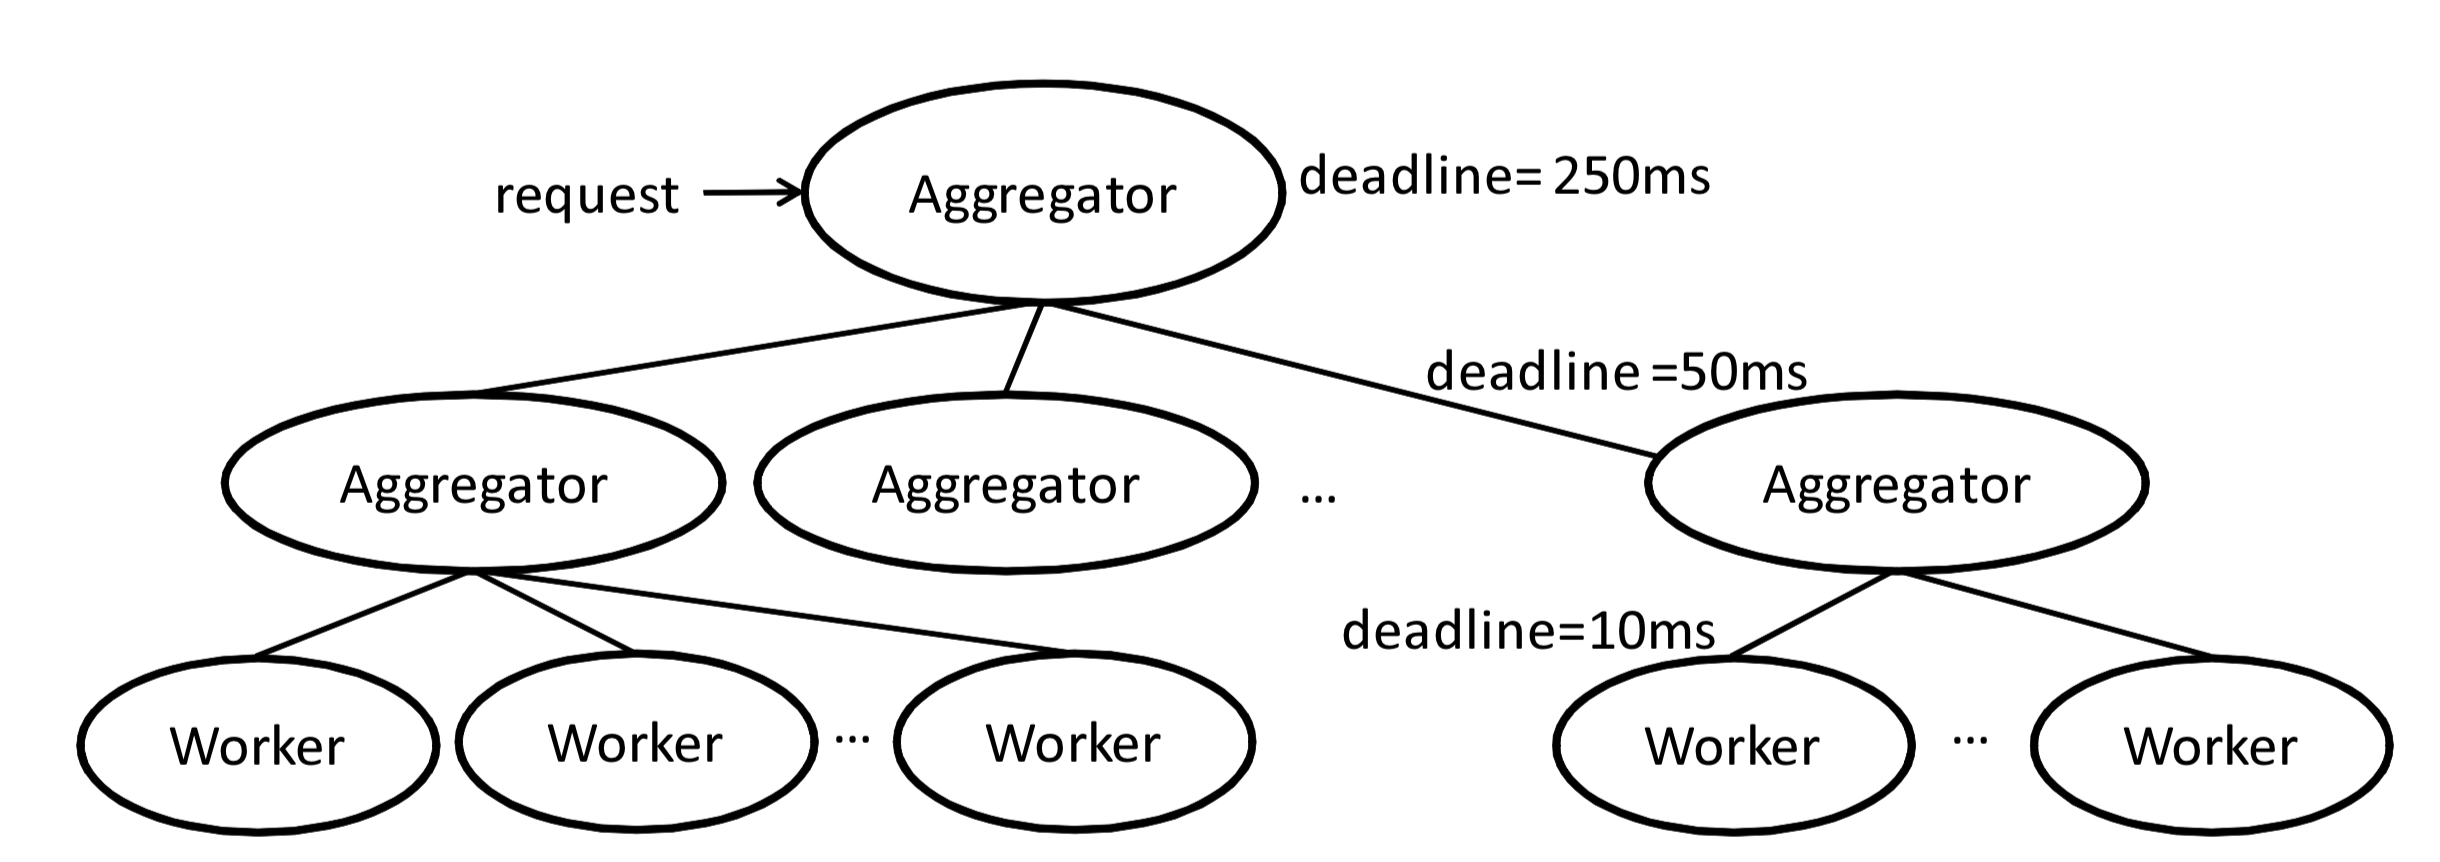 request
Aggregator
deadline= 250ms
deadline =50ms
Aggregator
Aggregator
...
Aggregator
deadline=10ms
Worker
Worker
...
Worker
Worker
...
Worker